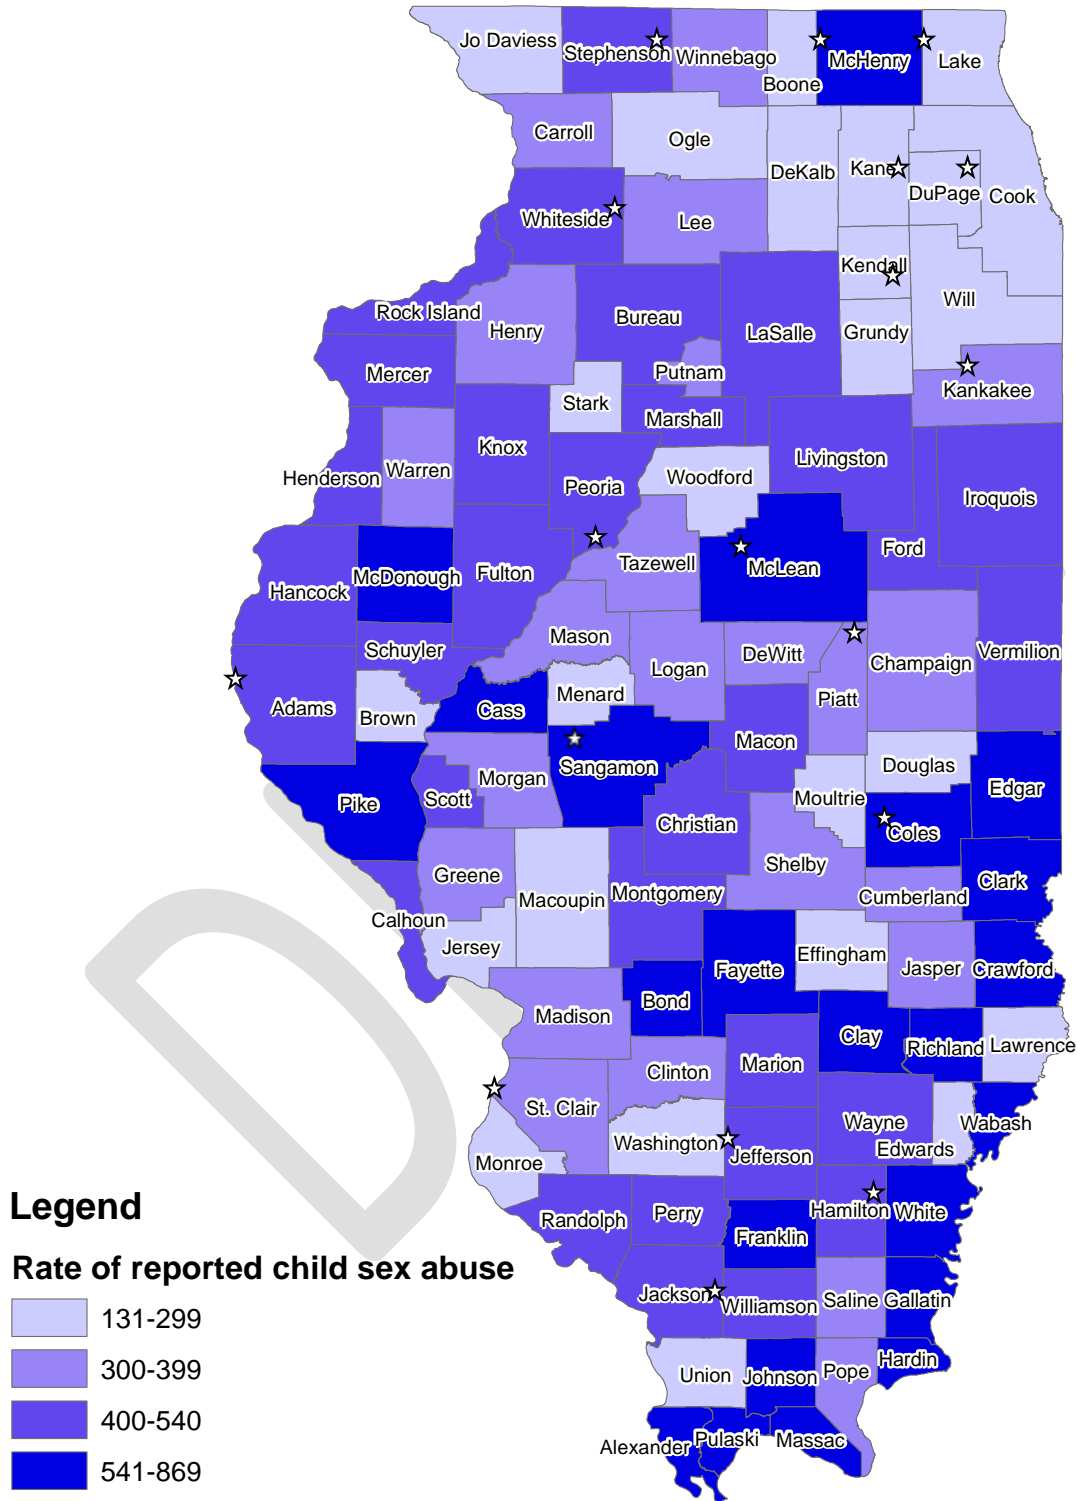 Jo Daviess
Stephenson
Winnebago
Boone
McHenry
Lake
Carroll
Ogle
DeKalb
Kane
DuPage
Cook
Whiteside
Lee
Kendall
Will
Rock Island
Henry
Bureau
LaSalle
Grundy
Putnam
Mercer
Stark
Kankakee
Marshall
Knox
Henderson
Warren
Peoria
Woodford
Livingston
Iroquois
Ford
McDonough
Fulton
Tazewell
McLean
Hancock
Schuyler
Mason
Logan
DeWitt
Champaign
Vermilion
Adams
Brown
Cass
Menard
Piatt
Macon
Sangamon
Douglas
Pike
Scott
Morgan
Moultrie
Edgar
Christian
Coles
Greene
Macoupin
Montgomery
Shelby
Cumberland
Clark
Calhoun
Jersey
Fayette
Effingham
Jasper
Crawford
Bond
Madison
Clay
Richland
Lawrence
Marion
Clinton
St. Clair
Wayne
Wabash
Washington
Jefferson
Edwards
Monroe
Randolph
Perry
Hamilton
White
Franklin
Jackson
Williamson
Saline
Gallatin
Union
Johnson
Pope
Hardin
Alexander
Pulaski
Massac
Legend
Rate of reported child sex abuse
131-299
300-399
400-540
541-869